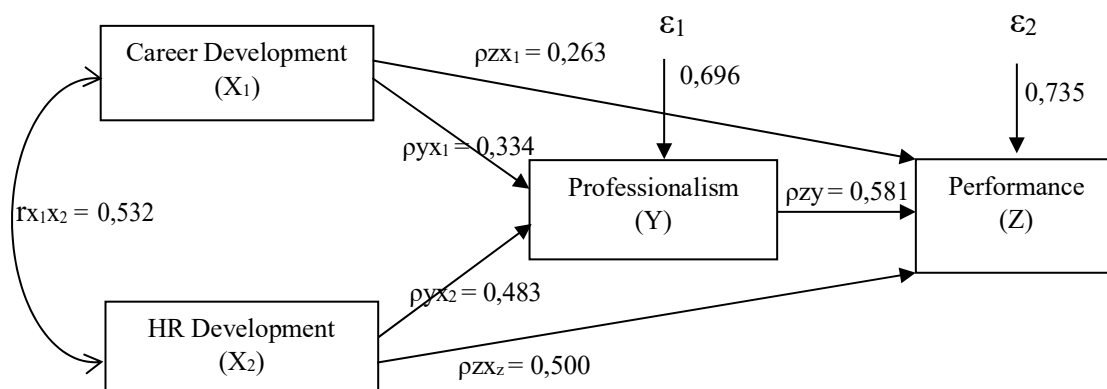 ε1
ε2
Career Development
(X1)
ρzx1 = 0,263
0,696
0,735
ρyx1 = 0,334
Professionalism
(Y)
ρzy = 0,581
Performance
(Z)
rx1x2 = 0,532
ρyx2 = 0,483
HR Development
(X2)
ρzxz = 0,500